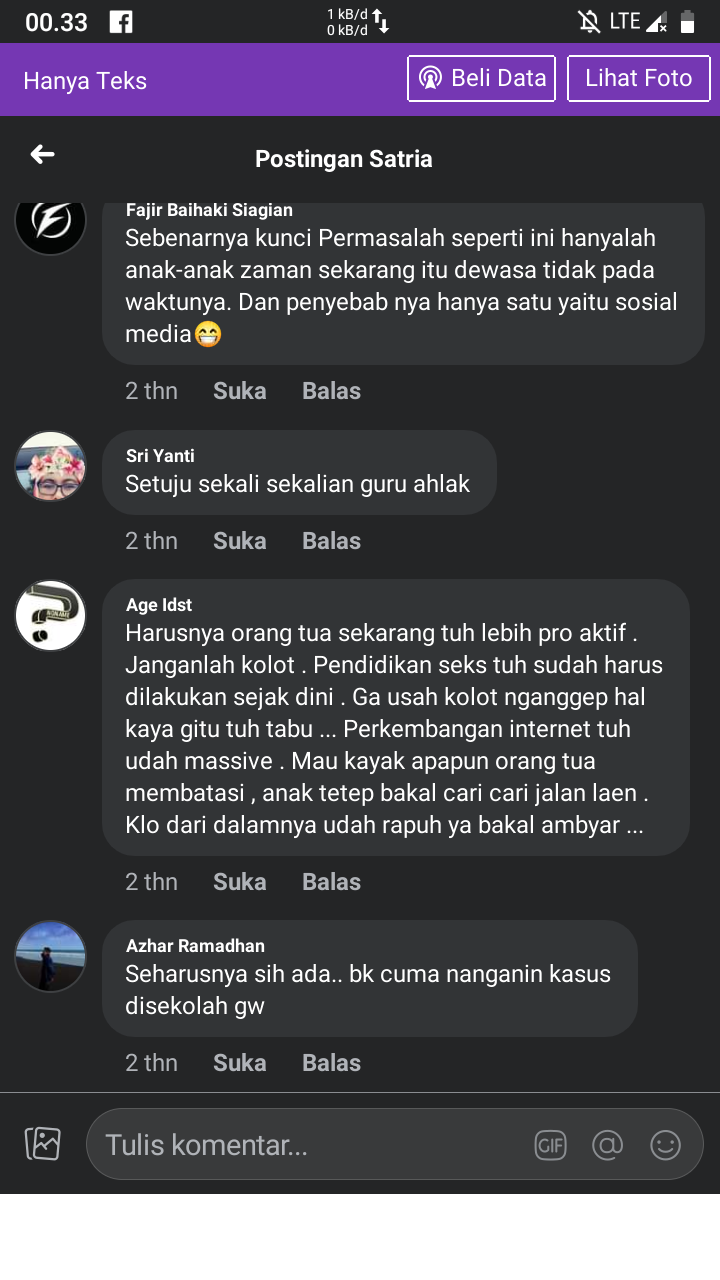 00.33
1 kB/d
0 kB/d
LTE
Hanya Teks
Beli Data
Lihat Foto
Postingan Satria
Fajir Baihaki Siagian
Sebenarnya kunci Permasalah seperti ini hanyalah
anak-anak zaman sekarang itu dewasa tidak pada
waktunya. Dan penyebab nya hanya satu yaitu sosial
media😁
2 thn Suka Balas
Sri Yanti
Setuju sekali sekalian guru ahlak
2 thn Suka Balas
NONAME
Age Idst
Harusnya orang tua sekarang tuh lebih pro aktif .
Janganlah kolot . Pendidikan seks tuh sudah harus
dilakukan sejak dini . Ga usah kolot nganggep hal
kaya gitu tuh tabu ... Perkembangan internet tuh
udah massive . Mau kayak apapun orang tua
membatasi , anak tetep bakal cari cari jalan laen .
Klo dari dalamnya udah rapuh ya bakal ambyar ...
2 thn Suka Balas
Azhar Ramadhan
Seharusnya sih ada.. bk cuma nanganin kasus
disekolah gw
2 thn Suka Balas
Tulis komentar...
GIF